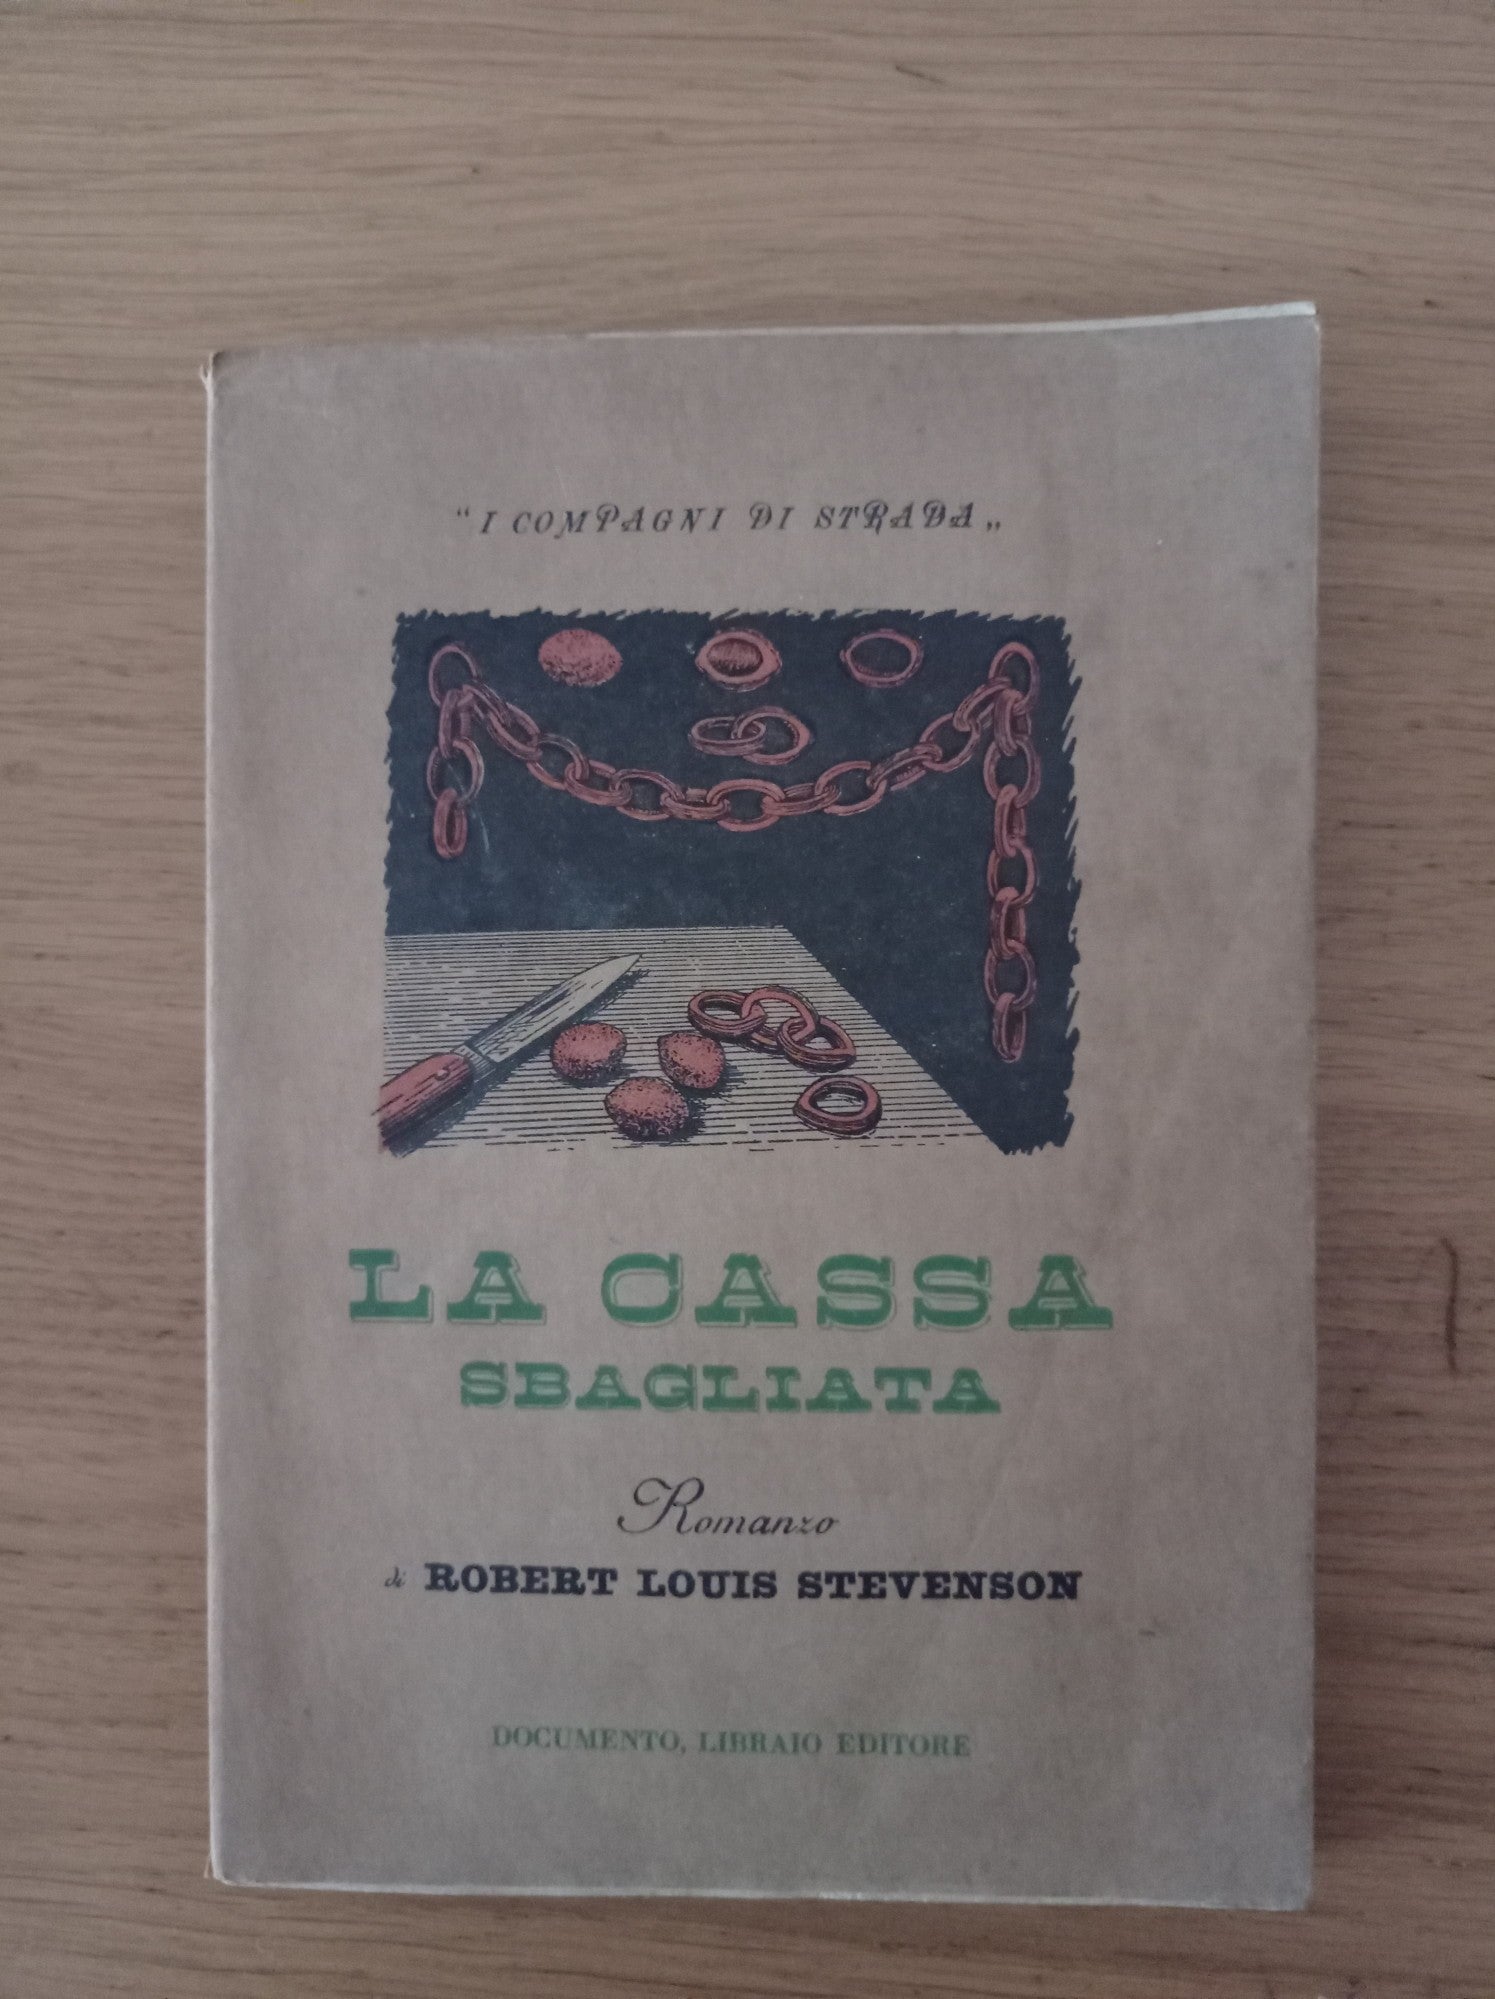 “ I COMPAGNI DI STRADA „
LA CASSA
SBAGLIATA
Romanzo
di ROBERT LOUIS STEVENSON
DOCUMENTO, LIBRAIO EDITORE